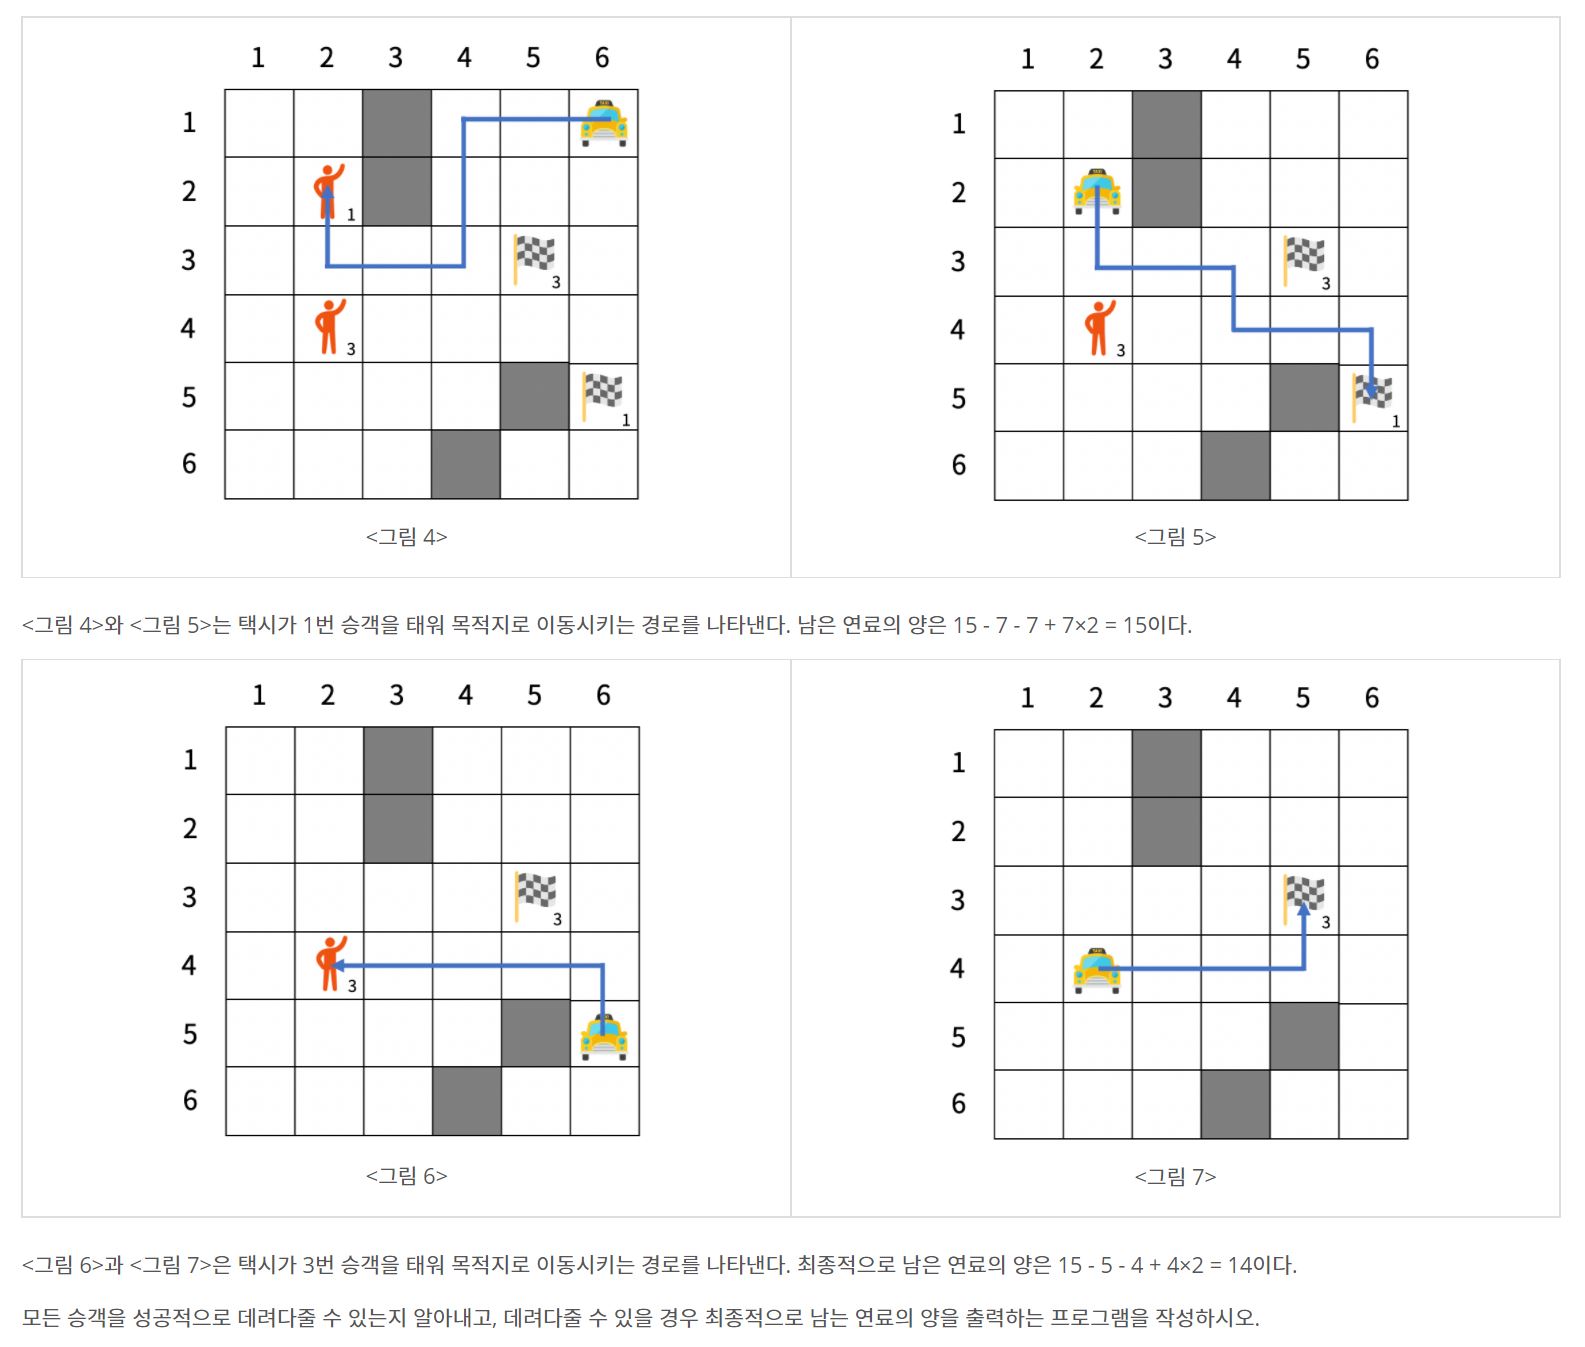 1 2 3 4 5 6
1
2 1
3 3
4 3
5 1
6
<그림 4>
1 2 3 4 5 6
1
2
3 3
4 3
5 1
6
<그림 5>
<그림 4>와 <그림 5>는 택시가 1번 승객을 태워 목적지로 이동시키는 경로를 나타낸다. 남은 연료의 양은 15 - 7 - 7 + 7×2 = 15이다.
1 2 3 4 5 6
1
2
3 3
4 3
5
6
<그림 6>
1 2 3 4 5 6
1
2
3 3
4
5
6
<그림 7>
<그림 6>과 <그림 7>은 택시가 3번 승객을 태워 목적지로 이동시키는 경로를 나타낸다. 최종적으로 남은 연료의 양은 15 - 5 - 4 + 4×2 = 14이다.
모든 승객을 성공적으로 데려다줄 수 있는지 알아내고, 데려다줄 수 있을 경우 최종적으로 남는 연료의 양을 출력하는 프로그램을 작성하시오.